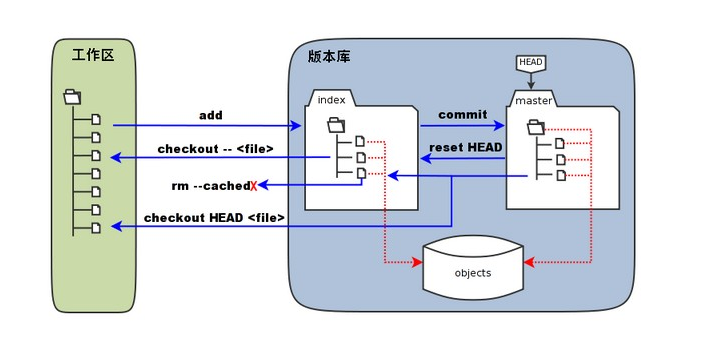 工作区
版本库
HEAD
index
master
add
commit
checkout -- <file>
reset HEAD
rm --cached
X
checkout HEAD <file>
objects